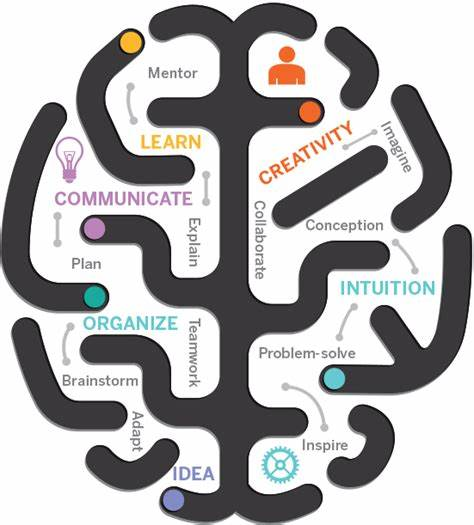 Mentor
LEARN
CREATIVITY
Imagine
COMMUNICATE
Explain
Collaborate
Conception
Plan
INTUITION
ORGANIZE
Teamwork
Problem-solve
Brainstorm
Adapt
Inspire
IDEA